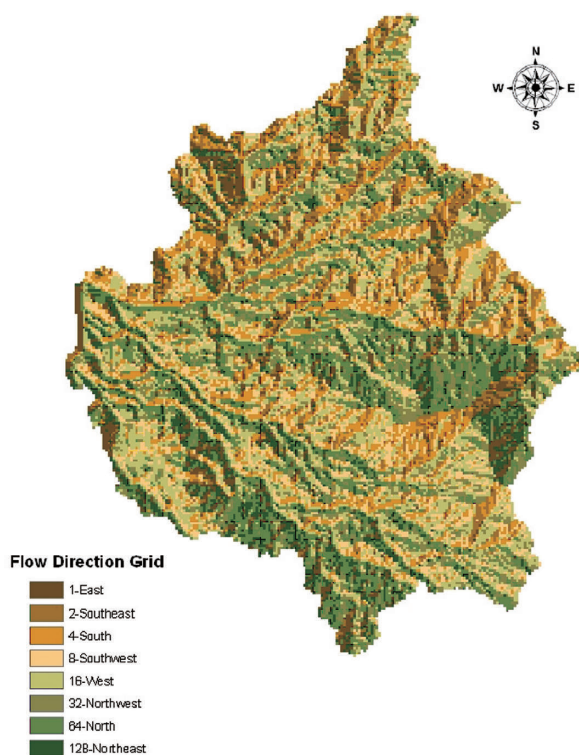 N
W E
S
Flow Direction Grid
1-East
2-Southeast
4-South
8-Southwest
16-West
32-Northwest
64-North
128-Northeast